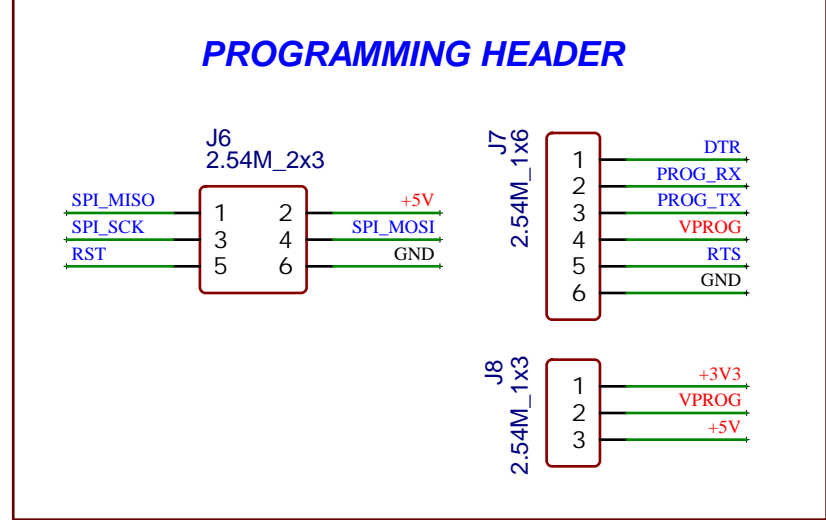 PROGRAMMING HEADER
J6
2.54M_2x3
SPI_MISO 1 2 +5V
SPI_SCK 3 4 SPI_MOSI
RST 5 6 GND
J7
2.54M_1x6
1 DTR
2 PROG_RX
3 PROG_TX
4 VPROG
5 RTS
6 GND
J8
2.54M_1x3
1 +3V3
2 VPROG
3 +5V